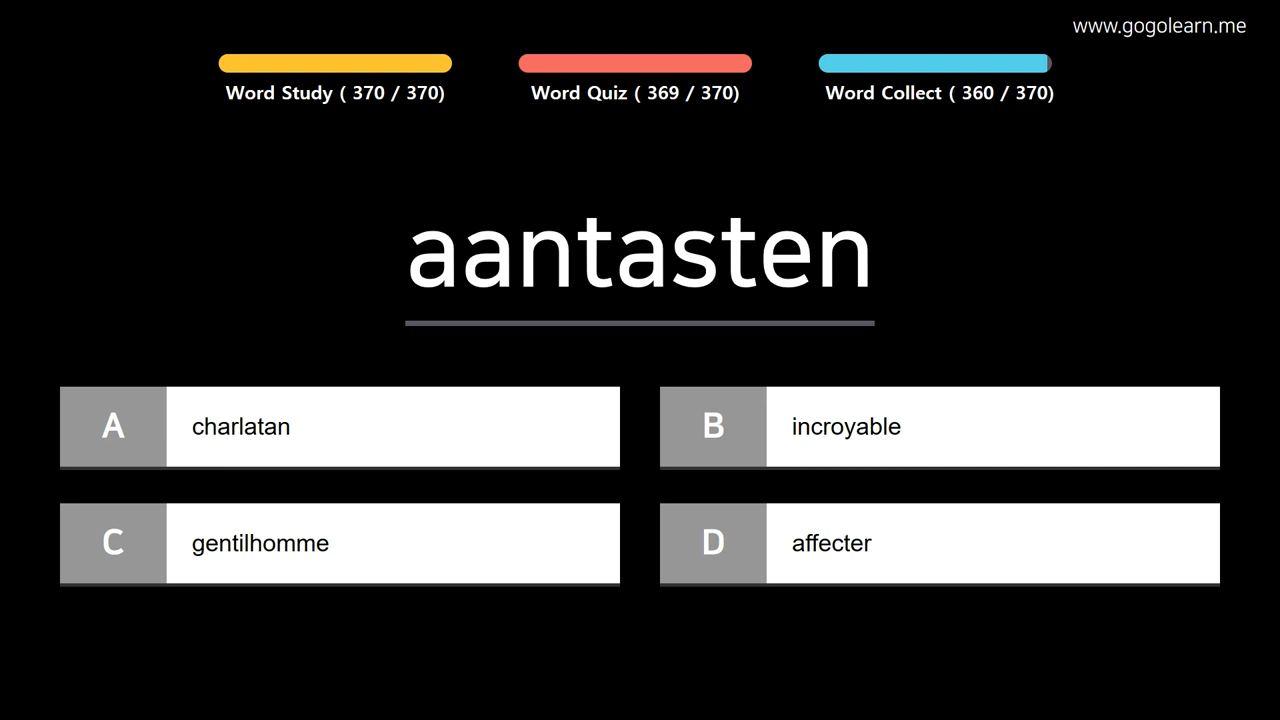 www.gogolearn.me
Word Study ( 370 / 370)
Word Quiz ( 369 / 370)
Word Collect ( 360 / 370)
aantasten
A charlatan
B incroyable
C gentilhomme
D affecter